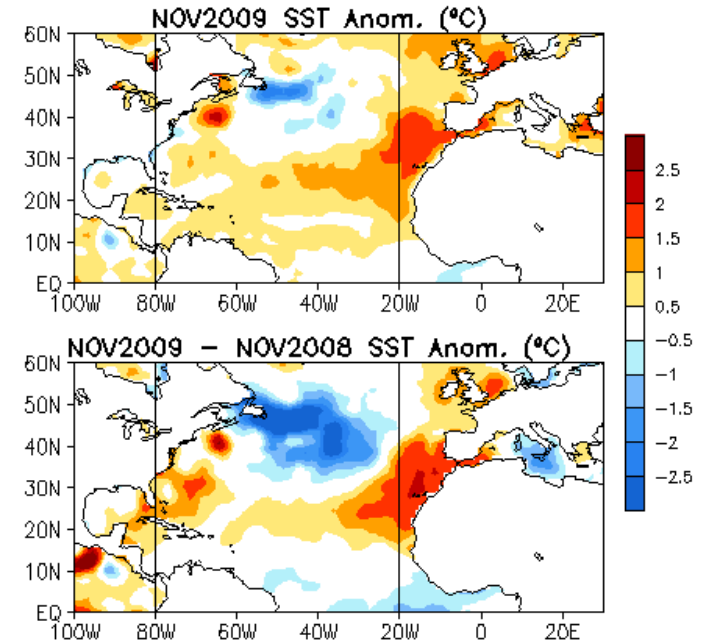 NOV2009 SST Anom. (ºC)
60N
50N
40N
30N
20N
10N
EQ
100W 80W 60W 40W 20W 0 20E
2.5
2
1.5
1
0.5
−0.5
−1
−1.5
−2
−2.5
NOV2009 − NOV2008 SST Anom. (ºC)
60N
50N
40N
30N
20N
10N
EQ
100W 80W 60W 40W 20W 0 20E